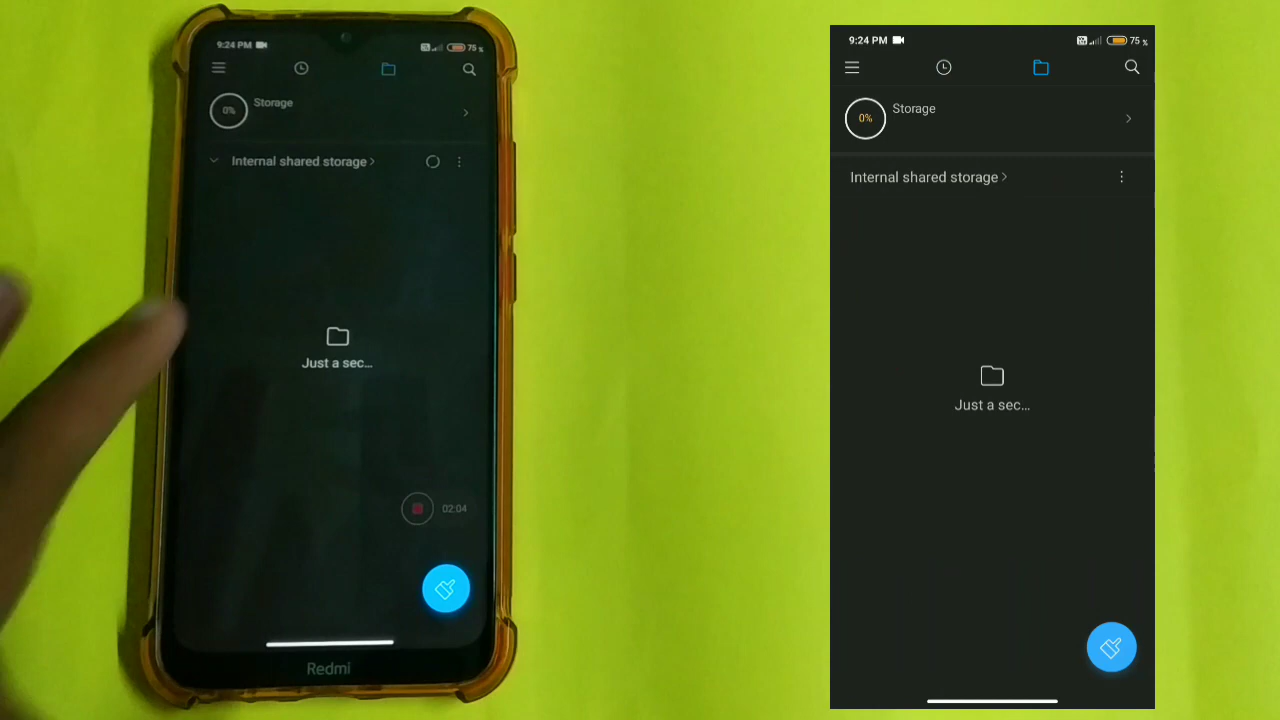 9:24 PM
75 %
0%
Storage
Internal shared storage
Just a sec...
02:04
Redmi
9:24 PM
75 %
0%
Storage
Internal shared storage
Just a sec...